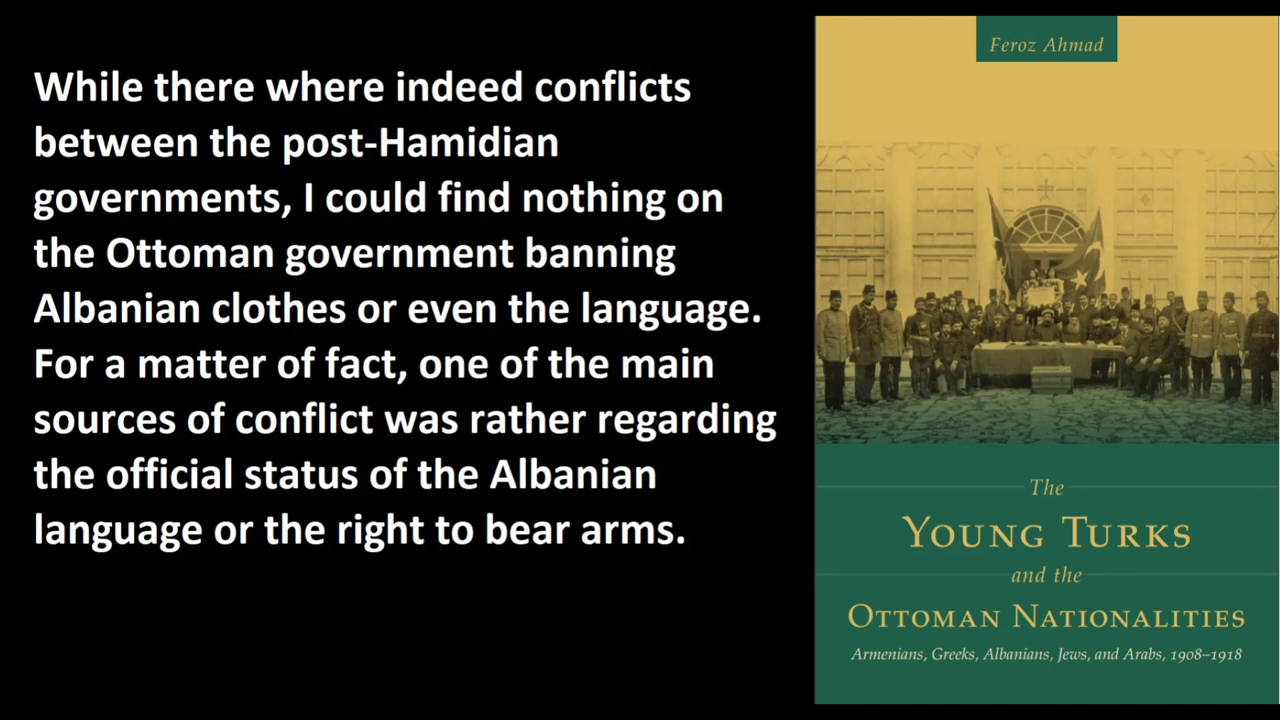 While there where indeed conflicts
between the post-Hamidian
governments, I could find nothing on
the Ottoman government banning
Albanian clothes or even the language.
For a matter of fact, one of the main
sources of conflict was rather regarding
the official status of the Albanian
language or the right to bear arms.
Feroz Ahmad
The
YOUNG TURKS
and the
OTTOMAN NATIONALITIES
Armenians, Greeks, Albanians, Jews, and Arabs, 1908–1918